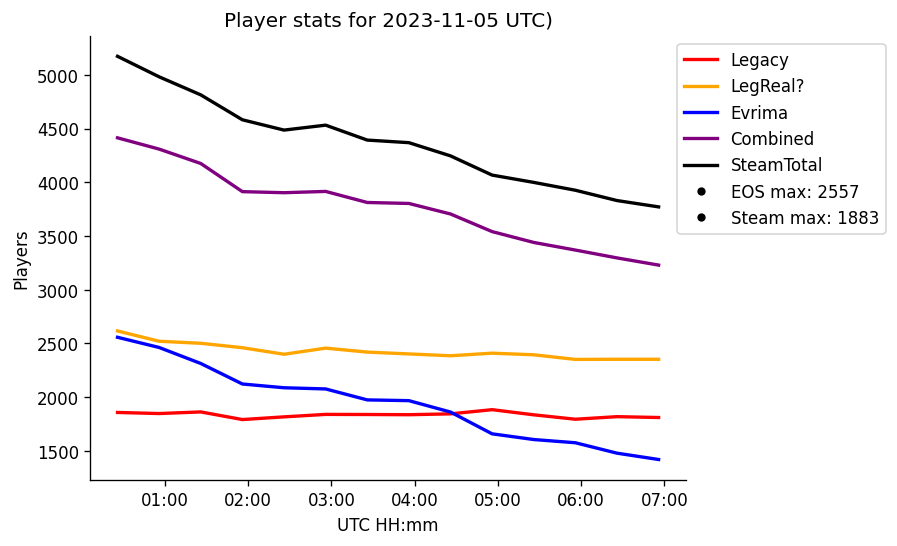 Player stats for 2023-11-05 UTC)
Legacy
LegReal?
Evrima
Combined
SteamTotal
EOS max: 2557
Steam max: 1883
Players
5000
4500
4000
3500
3000
2500
2000
1500
01:00 02:00 03:00 04:00 05:00 06:00 07:00
UTC HH:mm